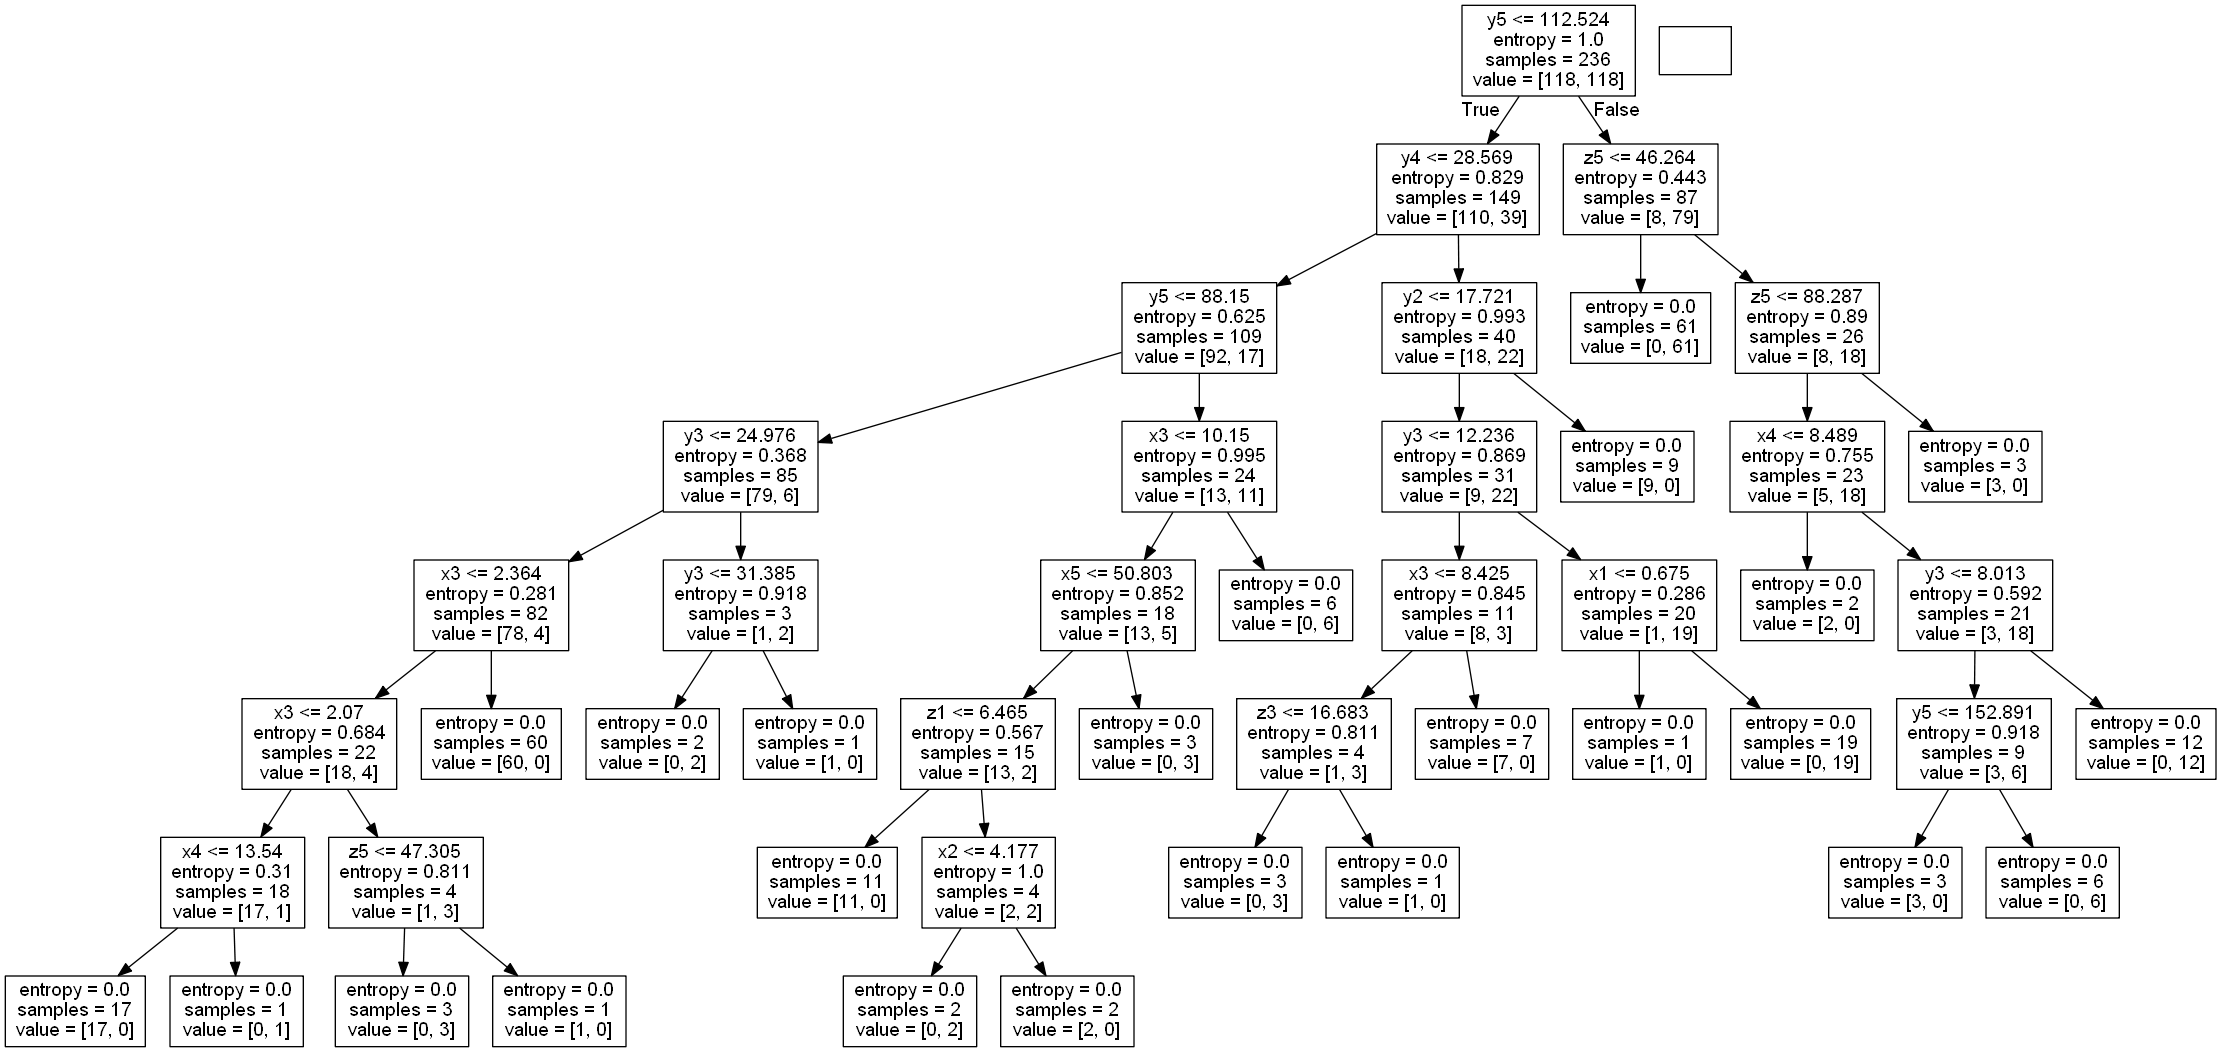 y5 <= 112.524
entropy = 1.0
samples = 236
value = [118, 118]
True
False
y4 <= 28.569
entropy = 0.829
samples = 149
value = [110, 39]
z5 <= 46.264
entropy = 0.443
samples = 87
value = [8, 79]
y5 <= 88.15
entropy = 0.625
samples = 109
value = [92, 17]
y2 <= 17.721
entropy = 0.993
samples = 40
value = [18, 22]
entropy = 0.0
samples = 61
value = [0, 61]
z5 <= 88.287
entropy = 0.89
samples = 26
value = [8, 18]
y3 <= 24.976
entropy = 0.368
samples = 85
value = [79, 6]
x3 <= 10.15
entropy = 0.995
samples = 24
value = [13, 11]
y3 <= 12.236
entropy = 0.869
samples = 31
value = [9, 22]
entropy = 0.0
samples = 9
value = [9, 0]
x4 <= 8.489
entropy = 0.755
samples = 23
value = [5, 18]
entropy = 0.0
samples = 3
value = [3, 0]
x3 <= 2.364
entropy = 0.281
samples = 82
value = [78, 4]
y3 <= 31.385
entropy = 0.918
samples = 3
value = [1, 2]
x5 <= 50.803
entropy = 0.852
samples = 18
value = [13, 5]
entropy = 0.0
samples = 6
value = [0, 6]
x3 <= 8.425
entropy = 0.845
samples = 11
value = [8, 3]
x1 <= 0.675
entropy = 0.286
samples = 20
value = [1, 19]
entropy = 0.0
samples = 2
value = [2, 0]
y3 <= 8.013
entropy = 0.592
samples = 21
value = [3, 18]
x3 <= 2.07
entropy = 0.684
samples = 22
value = [18, 4]
entropy = 0.0
samples = 60
value = [60, 0]
entropy = 0.0
samples = 2
value = [0, 2]
entropy = 0.0
samples = 1
value = [1, 0]
z1 <= 6.465
entropy = 0.567
samples = 15
value = [13, 2]
entropy = 0.0
samples = 3
value = [0, 3]
z3 <= 16.683
entropy = 0.811
samples = 4
value = [1, 3]
entropy = 0.0
samples = 7
value = [7, 0]
entropy = 0.0
samples = 1
value = [1, 0]
entropy = 0.0
samples = 19
value = [0, 19]
y5 <= 152.891
entropy = 0.918
samples = 9
value = [3, 6]
entropy = 0.0
samples = 12
value = [0, 12]
x4 <= 13.54
entropy = 0.31
samples = 18
value = [17, 1]
z5 <= 47.305
entropy = 0.811
samples = 4
value = [1, 3]
entropy = 0.0
samples = 11
value = [11, 0]
x2 <= 4.177
entropy = 1.0
samples = 4
value = [2, 2]
entropy = 0.0
samples = 3
value = [0, 3]
entropy = 0.0
samples = 1
value = [1, 0]
entropy = 0.0
samples = 3
value = [3, 0]
entropy = 0.0
samples = 6
value = [0, 6]
entropy = 0.0
samples = 17
value = [17, 0]
entropy = 0.0
samples = 1
value = [0, 1]
entropy = 0.0
samples = 3
value = [0, 3]
entropy = 0.0
samples = 1
value = [1, 0]
entropy = 0.0
samples = 2
value = [0, 2]
entropy = 0.0
samples = 2
value = [2, 0]